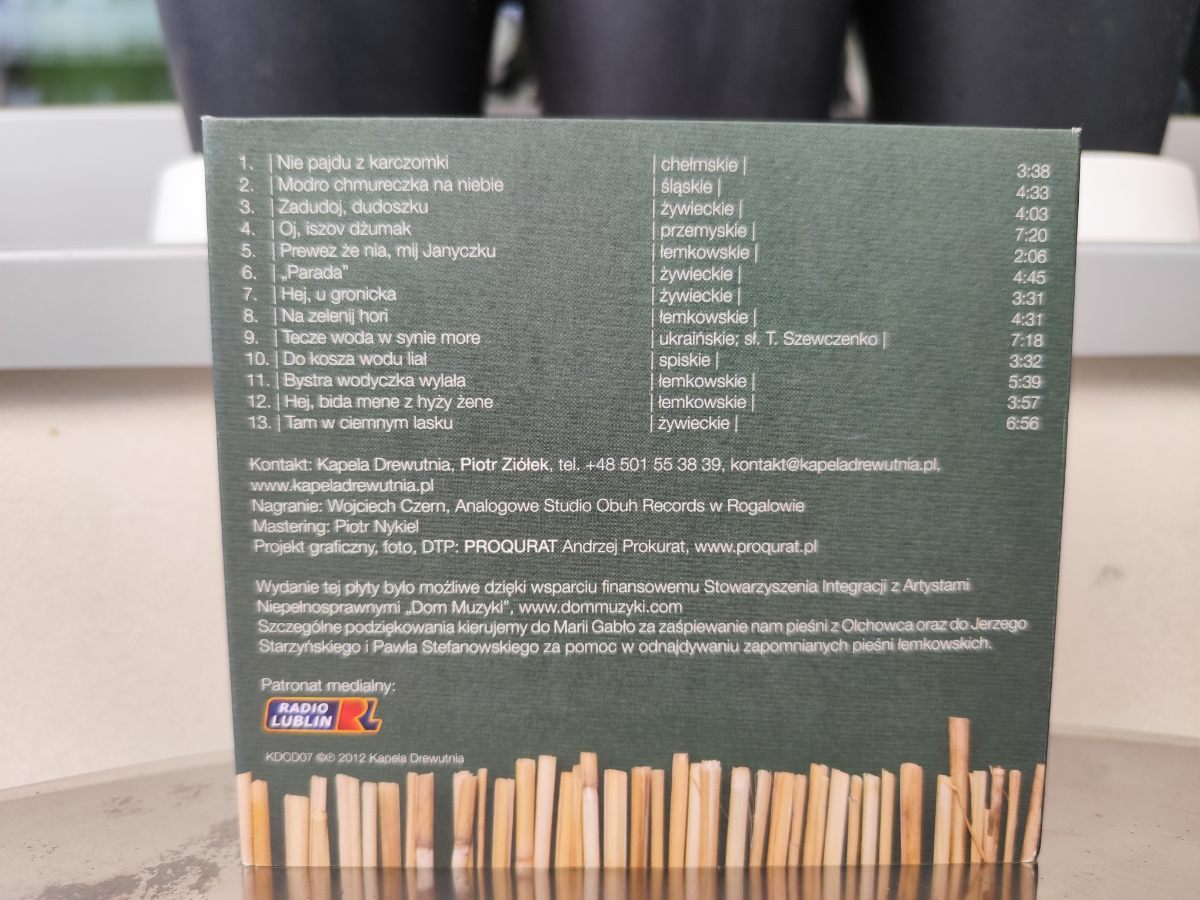 1. | Nie pajdu z karczomki | chełmskie | 3:38
2. | Modro chmureczka na niebie | śląskie | 4:33
3. | Zadudoj, dudoszku | żywieckie | 4:03
4. | Oj, iszov dżumak | przemyskie | 7:20
5. | Prewez że nia, mij Janyczku | łemkowskie | 2:06
6. | „Parada” | żywieckie | 4:45
7. | Hej, u gronicka | żywieckie | 3:31
8. | Na zelenij hori | łemkowskie | 4:31
9. | Tecze woda w synie more | ukraińskie; sł. T. Szewczenko | 7:18
10. | Do kosza wodu liał | spiskie | 3:32
11. | Bystra wodyczka wylała | łemkowskie | 5:39
12. | Hej, bida mene z hyży żene | łemkowskie | 3:57
13. | Tam w ciemnym lasku | żywieckie | 6:56
Kontakt: Kapela Drewutnia, Piotr Ziółek, tel. +48 501 55 38 39, kontakt@kapeladrewutnia.pl,
www.kapeladrewutnia.pl
Nagranie: Wojciech Czern, Analogowe Studio Obuh Records w Rogalowie
Mastering: Piotr Nykiel
Projekt graficzny, foto, DTP: PROQURAT Andrzej Prokurat, www.proqurat.pl
Wydanie tej płyty było możliwe dzięki wsparciu finansowemu Stowarzyszenia Integracji z Artystami
Niepełnosprawnymi „Dom Muzyki”, www.dommuzyki.com
Szczególne podziękowania kierujemy do Marii Gabło za zaśpiewanie nam pieśni z Olchowca oraz do Jerzego
Starzyńskiego i Pawła Stefanowskiego za pomoc w odnajdywaniu zapomnianych pieśni łemkowskich.
Patronat medialny:
RADIO
LUBLIN RL
KDCD07 ©℗ 2012 Kapela Drewutnia